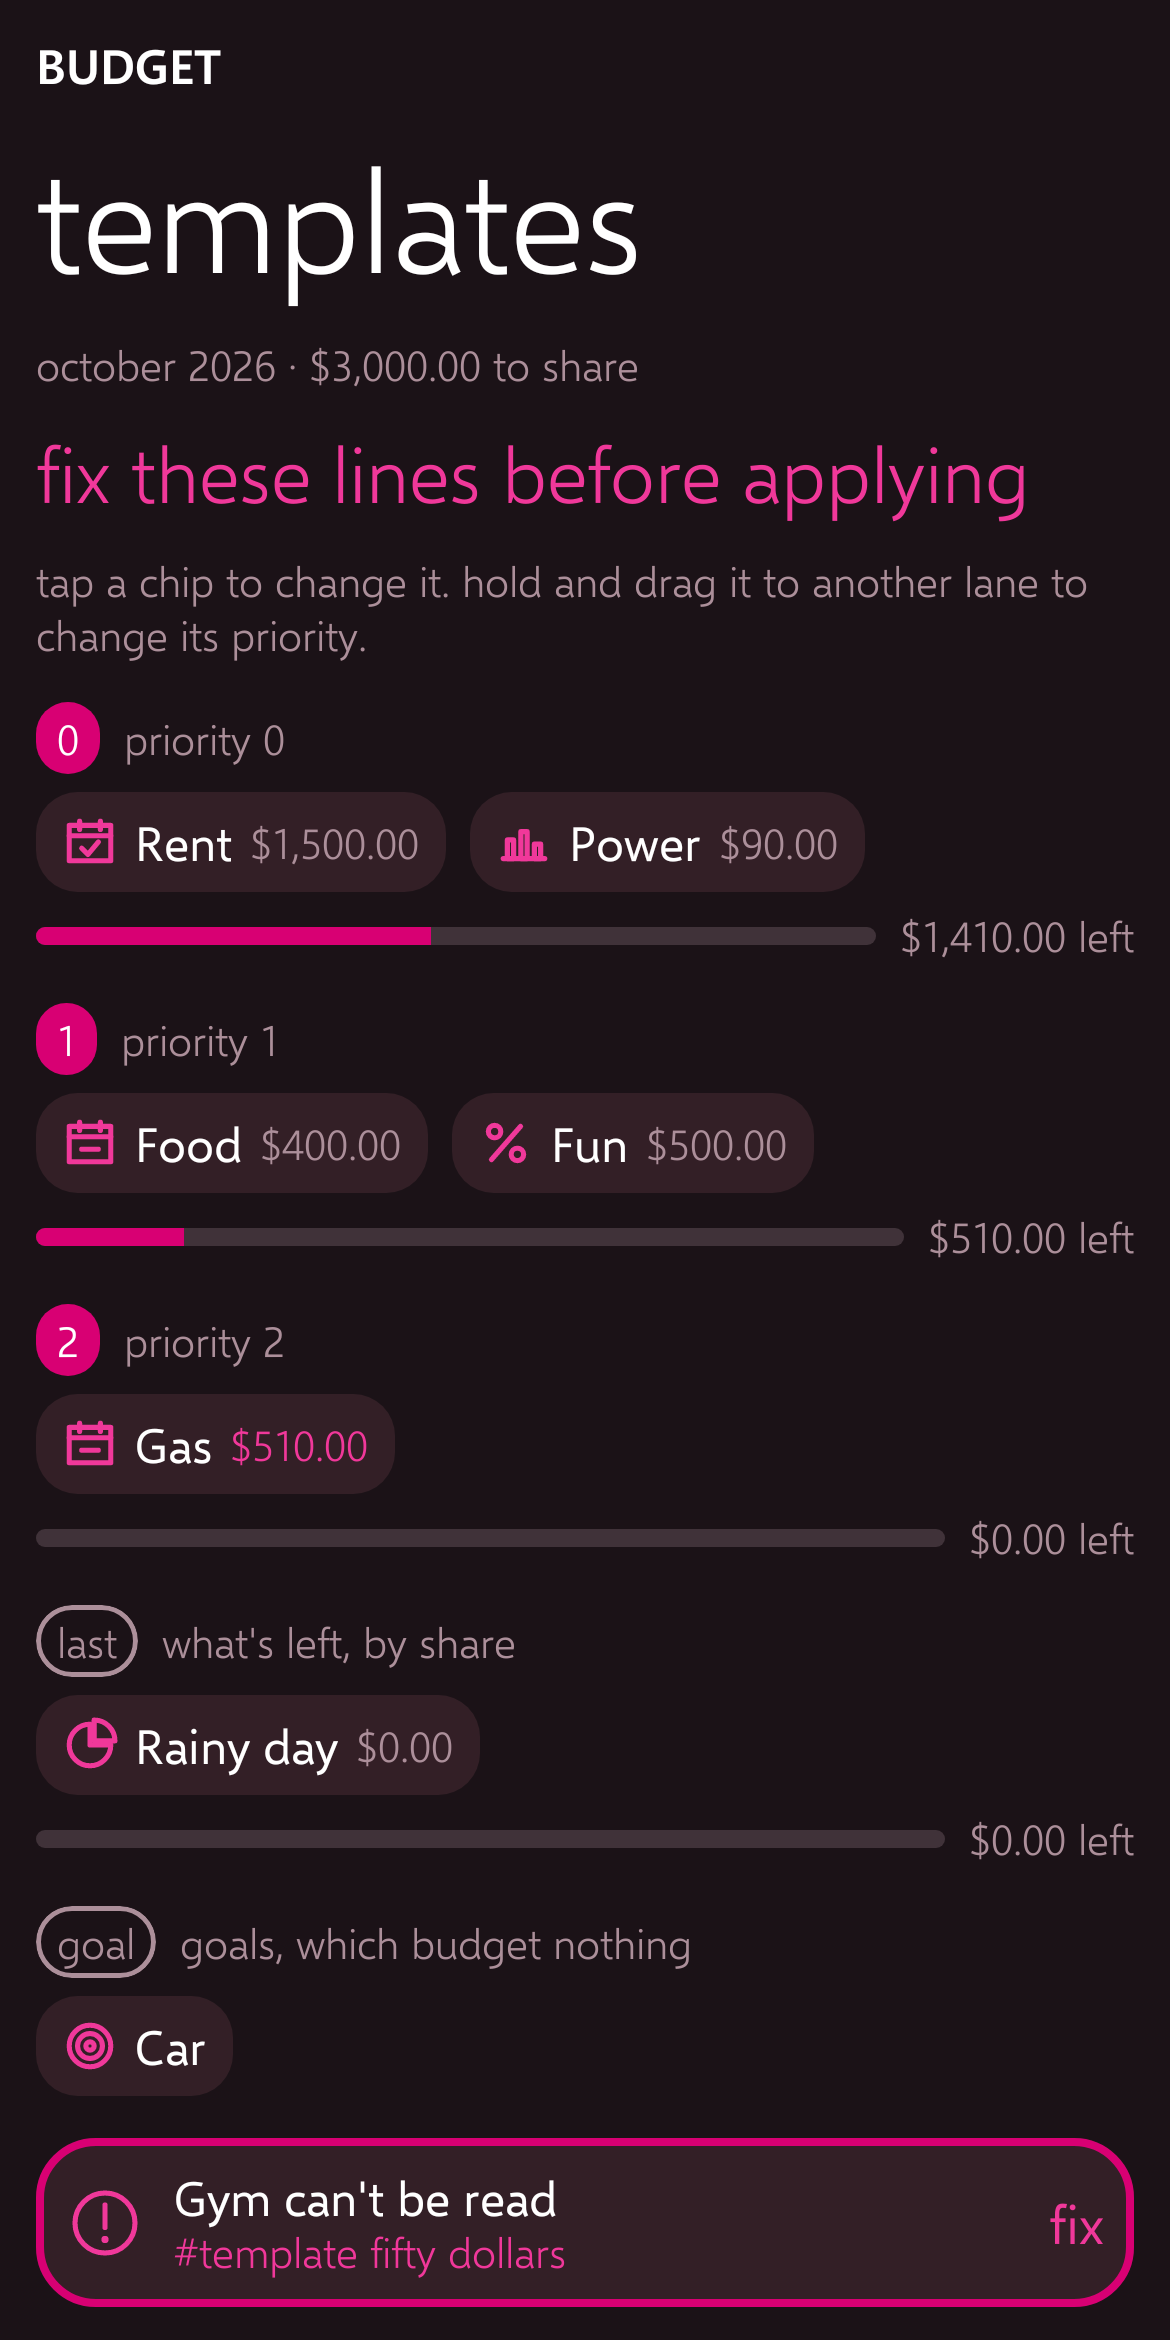 BUDGET
templates
october 2026 · $3,000.00 to share
fix these lines before applying
tap a chip to change it. hold and drag it to another lane to
change its priority.
0 priority 0
Rent $1,500.00 Power $90.00
$1,410.00 left
1 priority 1
Food $400.00 Fun $500.00
$510.00 left
2 priority 2
Gas $510.00
$0.00 left
last what's left, by share
Rainy day $0.00
$0.00 left
goal goals, which budget nothing
Car
Gym can't be read
#template fifty dollars
fix